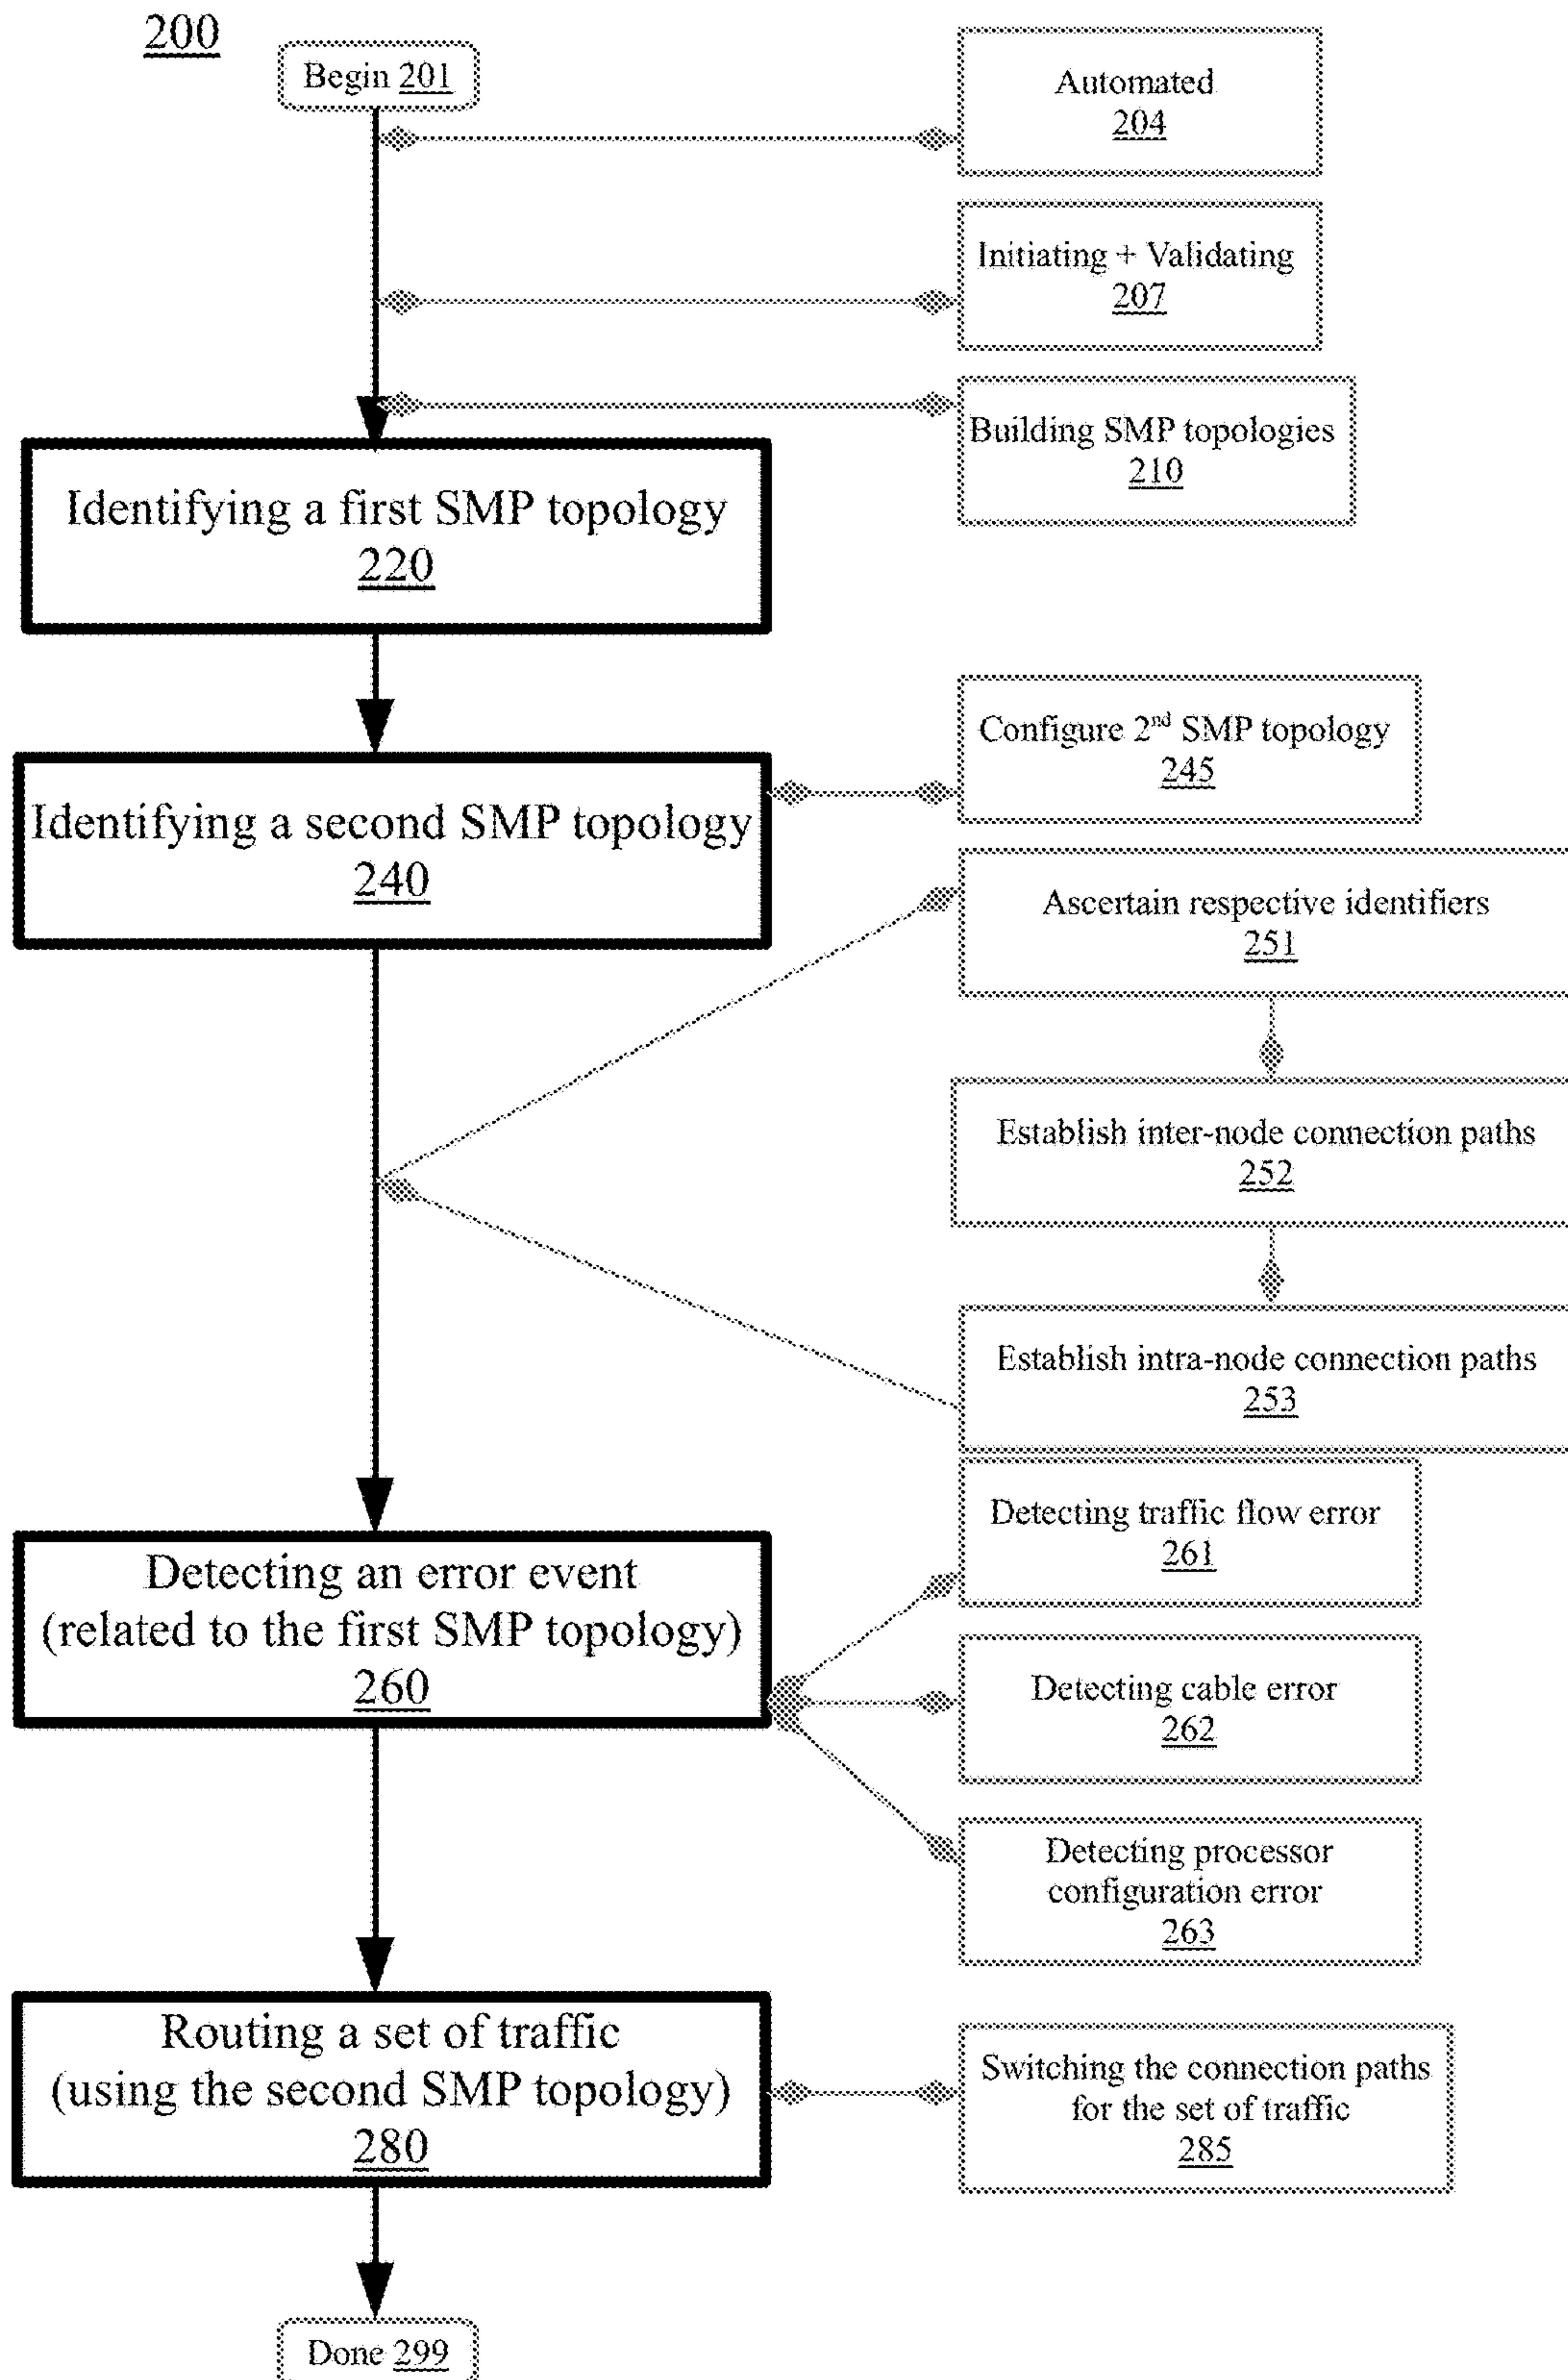 200
Begin 201
Automated
204
Initiating + Validating
207
Building SMP topologies
210
Identifying a first SMP topology
220
Configure 2nd SMP topology
245
Identifying a second SMP topology
240
Ascertain respective identifiers
251
Establish inter-node connection paths
252
Establish intra-node connection paths
253
Detecting traffic flow error
261
Detecting an error event
(related to the first SMP topology)
260
Detecting cable error
262
Detecting processor
configuration error
263
Routing a set of traffic
(using the second SMP topology)
280
Switching the connection paths
for the set of traffic
285
Done 299